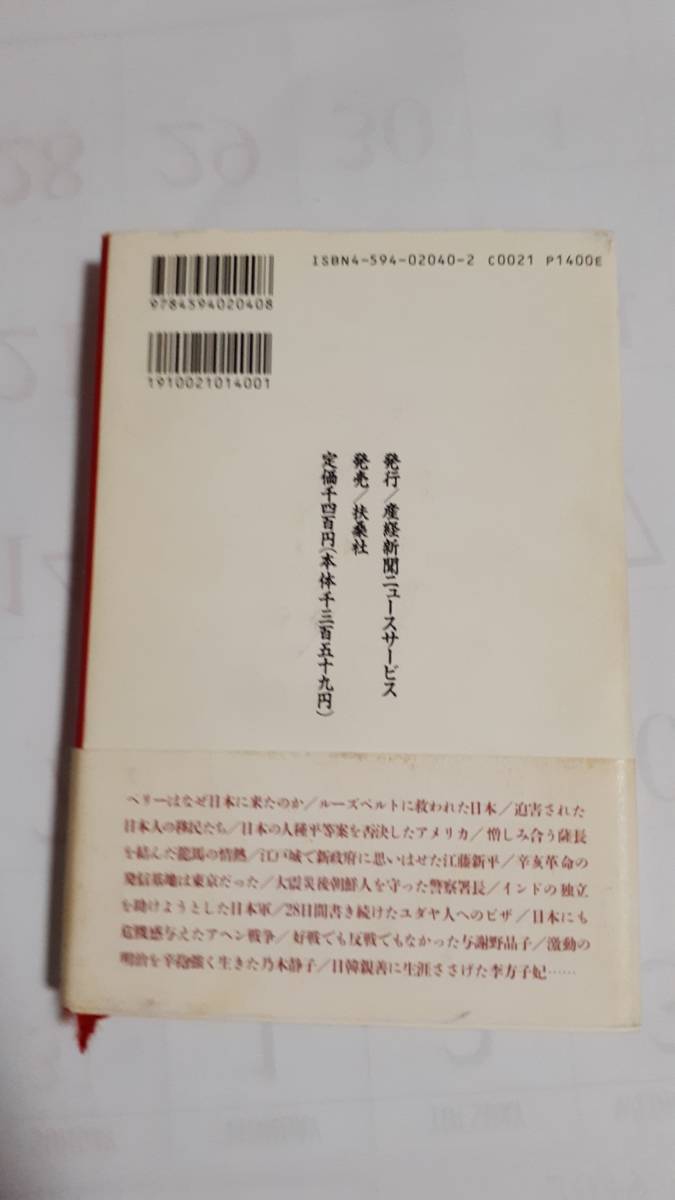 ISBN4-594-02040-2 C0021 P1400E
9784594020408
1910021014001
発行/産経新聞ニュースサービス
発売/扶桑社
定価千四百円(本体千三百五十九円)
ペリーはなぜ日本に来たのか/ルーズベルトに救われた日本/迫害された
日本人の移民たち/日本の人種平等案を否決したアメリカ/憎しみ合う薩長
を結んだ龍馬の情熱/江戸城で新政府に思いはせた江藤新平/辛亥革命の
発信基地は東京だった/大震災後朝鮮人を守った警察署長/インドの独立
を助けようとした日本軍/28日間書き続けたユダヤ人へのビザ/日本にも
危機感与えたアヘン戦争/好戦でも反戦でもなかった与謝野晶子/激動の
明治を辛抱強く生きた乃木静子/日韓親善に生涯ささげた李方子妃……
28
29
30